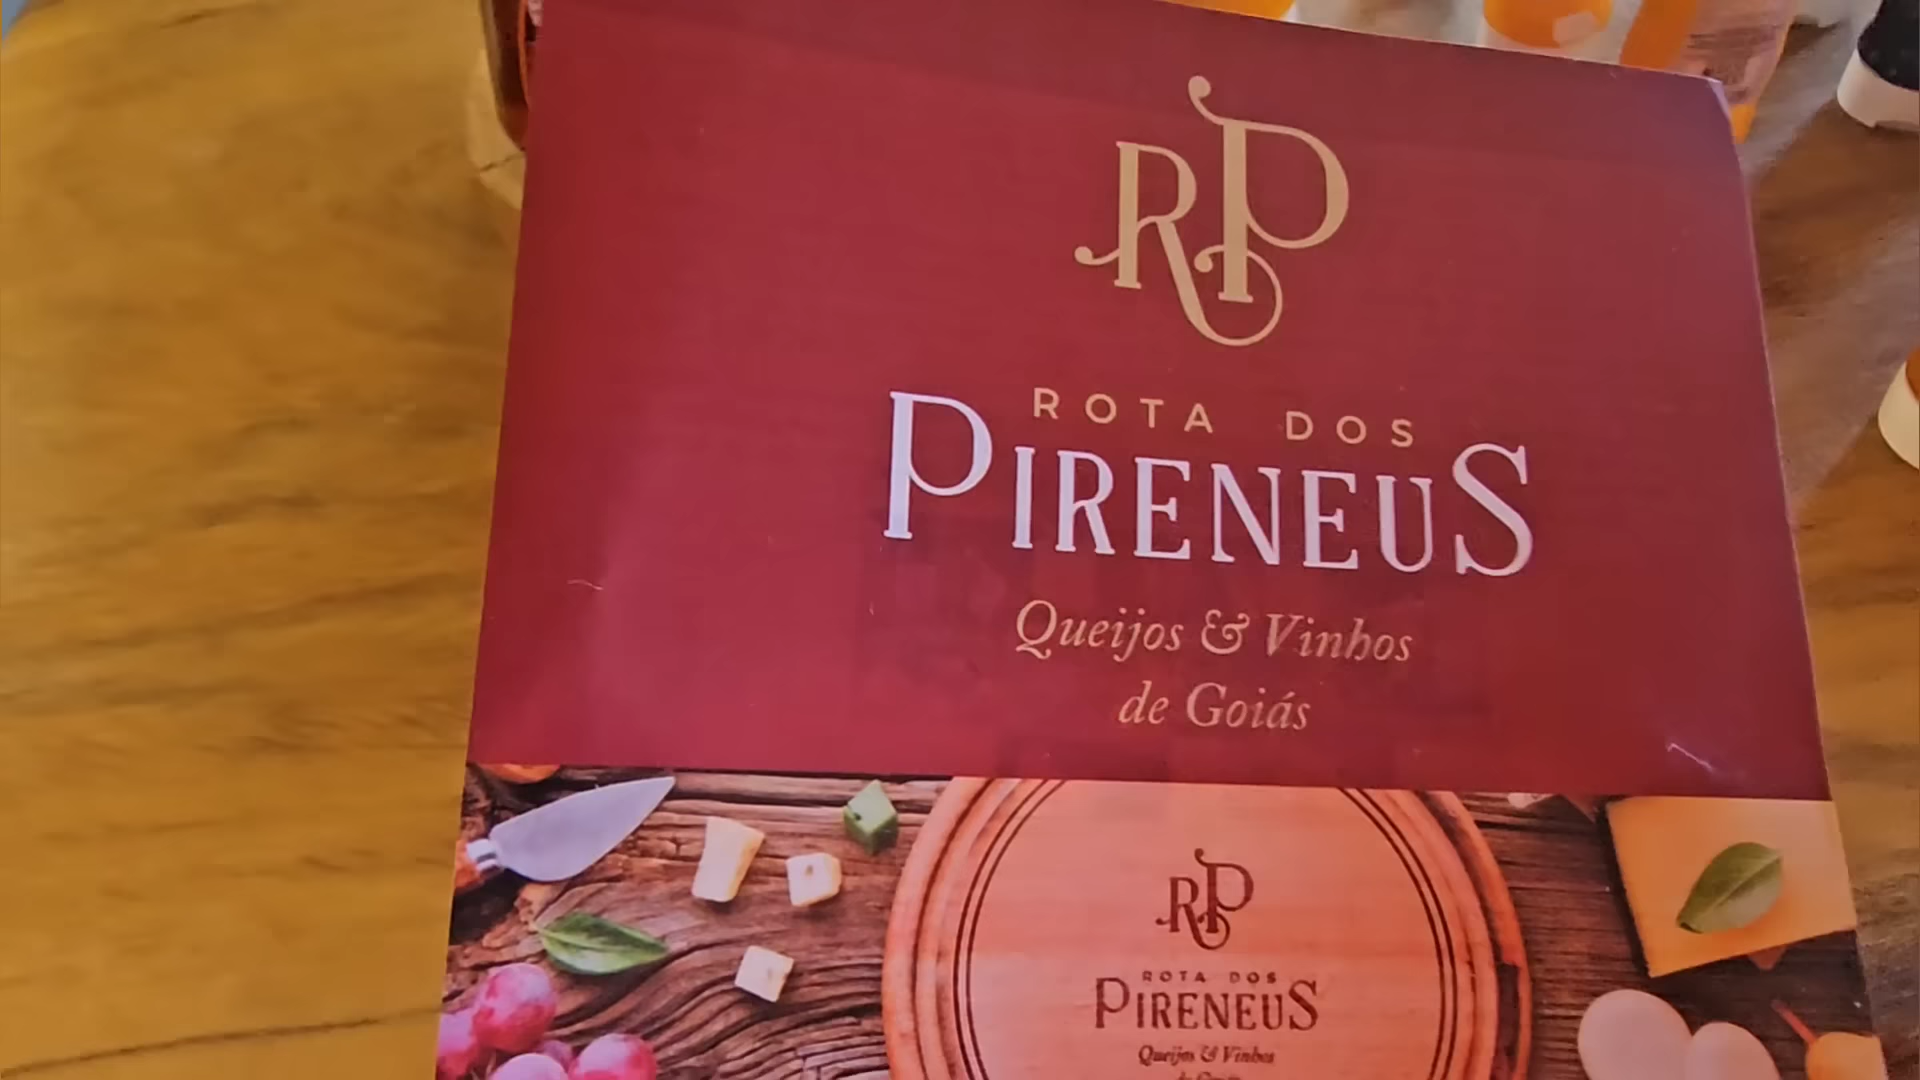 RP
ROTA DOS
PIRENEUS
Queijos & Vinhos
de Goiás
RP
ROTA DOS
PIRENEUS
Queijos & Vinhos